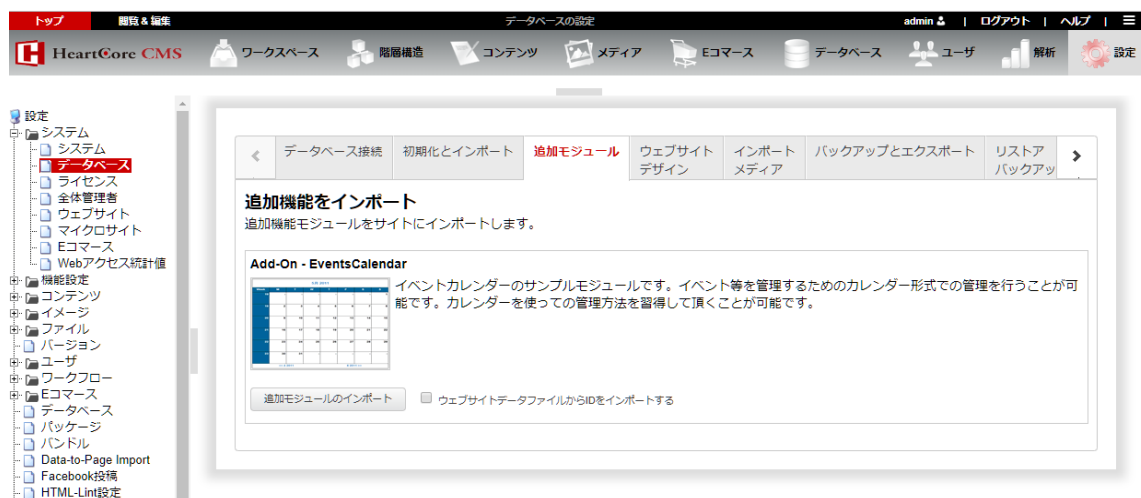 トップ 閲覧 & 編集 データベースの設定 admin | ログアウト | ヘルプ |
HeartCore CMS ワークスペース 階層構造 コンテンツ メディア Eコマース データベース ユーザ 解析 設定
設定
システム
システム
データベース
ライセンス
全体管理者
ウェブサイト
マイクロサイト
Eコマース
Webアクセス統計値
機能設定
コンテンツ
イメージ
ファイル
バージョン
ユーザ
ワークフロー
Eコマース
データベース
パッケージ
バンドル
Data-to-Page Import
Facebook投稿
HTML-Lint設定
データベース接続 初期化とインポート 追加モジュール ウェブサイト インポート バックアップとエクスポート リストア
デザイン メディア バックアッ
追加機能をインポート
追加機能モジュールをサイトにインポートします。
Add-On - EventsCalendar
イベントカレンダーのサンプルモジュールです。イベント等を管理するためのカレンダー形式での管理を行うことが可
能です。カレンダーを使っての管理方法を習得して頂くことが可能です。
追加モジュールのインポート ウェブサイトデータファイルからIDをインポートする